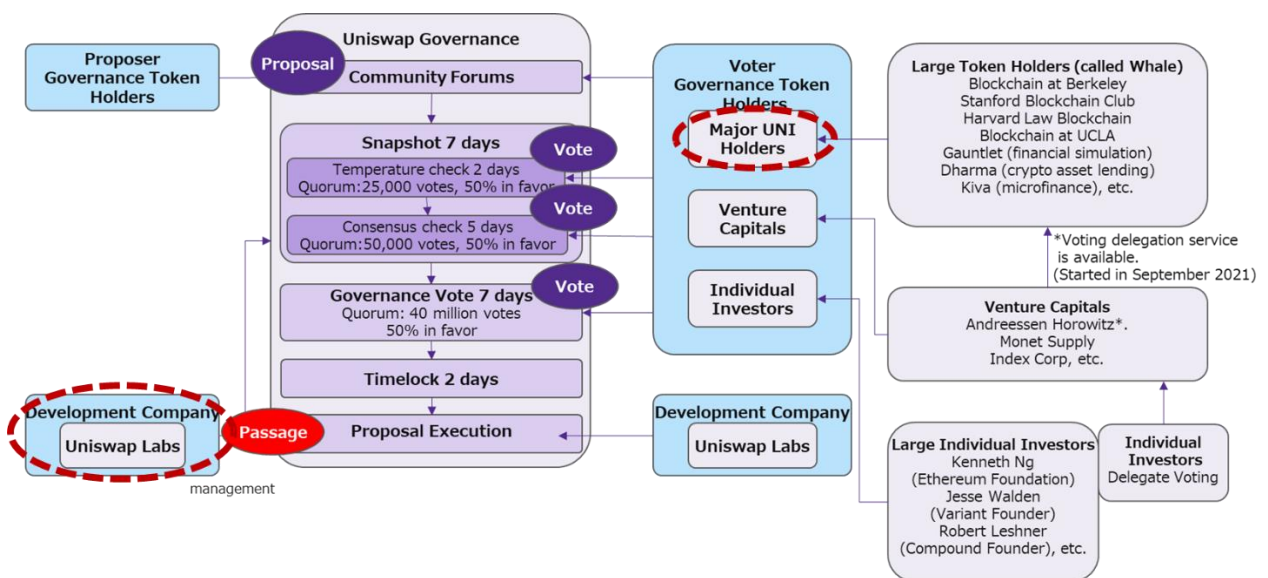 Proposer
Governance Token
Holders
Uniswap Governance
Proposal
Community Forums
Snapshot 7 days
Vote
Temperature check 2 days
Quorum:25,000 votes, 50% in favor
Vote
Consensus check 5 days
Quorum:50,000 votes, 50% in favor
Governance Vote 7 days
Vote
Quorum: 40 million votes
50% in favor
Timelock 2 days
Proposal Execution
Passage
Development Company
Uniswap Labs
management
Voter
Governance Token
Holders
Major UNI
Holders
Venture
Capitals
Individual
Investors
Development Company
Uniswap Labs
Large Token Holders (called Whale)
Blockchain at Berkeley
Stanford Blockchain Club
Harvard Law Blockchain
Blockchain at UCLA
Gauntlet (financial simulation)
Dharma (crypto asset lending)
Kiva (microfinance), etc.
*Voting delegation service
is available.
(Started in September 2021)
Venture Capitals
Andreessen Horowitz*.
Monet Supply
Index Corp, etc.
Large Individual Investors
Kenneth Ng
(Ethereum Foundation)
Jesse Walden
(Variant Founder)
Robert Leshner
(Compound Founder), etc.
Individual
Investors
Delegate Voting